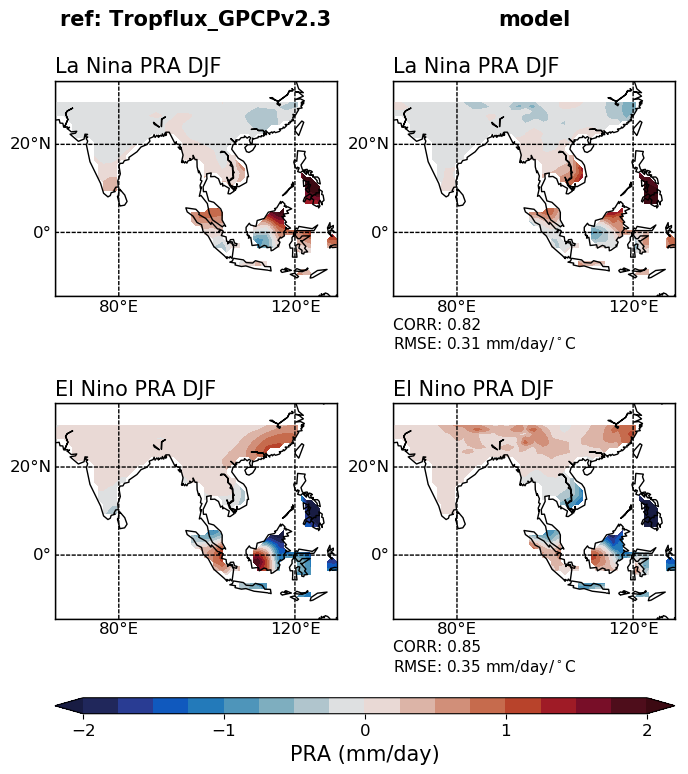 ref: Tropflux_GPCPv2.3 model
La Nina PRA DJF La Nina PRA DJF
20°N 20°N
0° 0°
80°E 120°E 80°E 120°E
CORR: 0.82
RMSE: 0.31 mm/day/°C
El Nino PRA DJF El Nino PRA DJF
20°N 20°N
0° 0°
80°E 120°E 80°E 120°E
CORR: 0.85
RMSE: 0.35 mm/day/°C
−2 −1 0 1 2
PRA (mm/day)